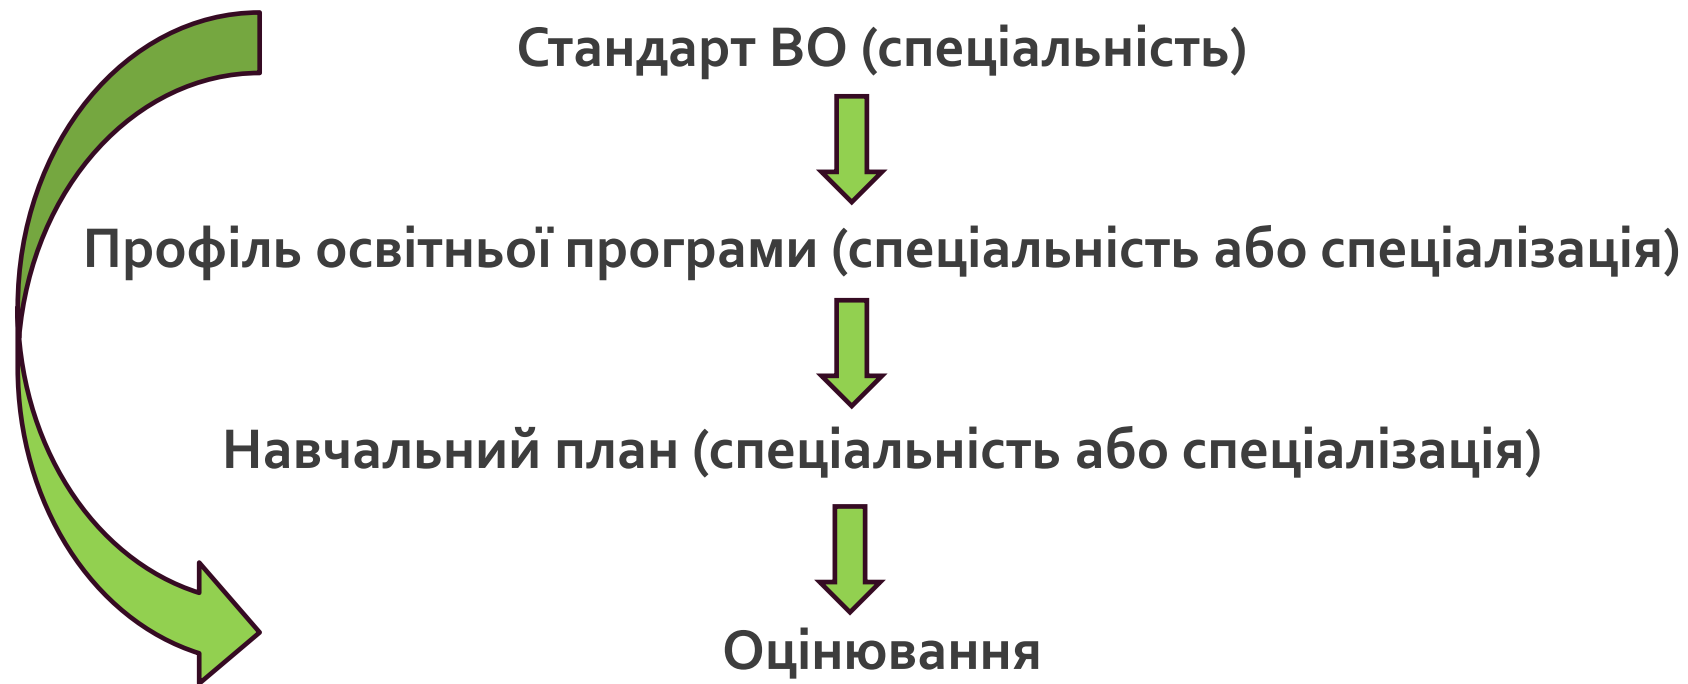 Стандарт ВО (спеціальність)
Профіль освітньої програми (спеціальність або спеціалізація)
Навчальний план (спеціальність або спеціалізація)
Оцінювання